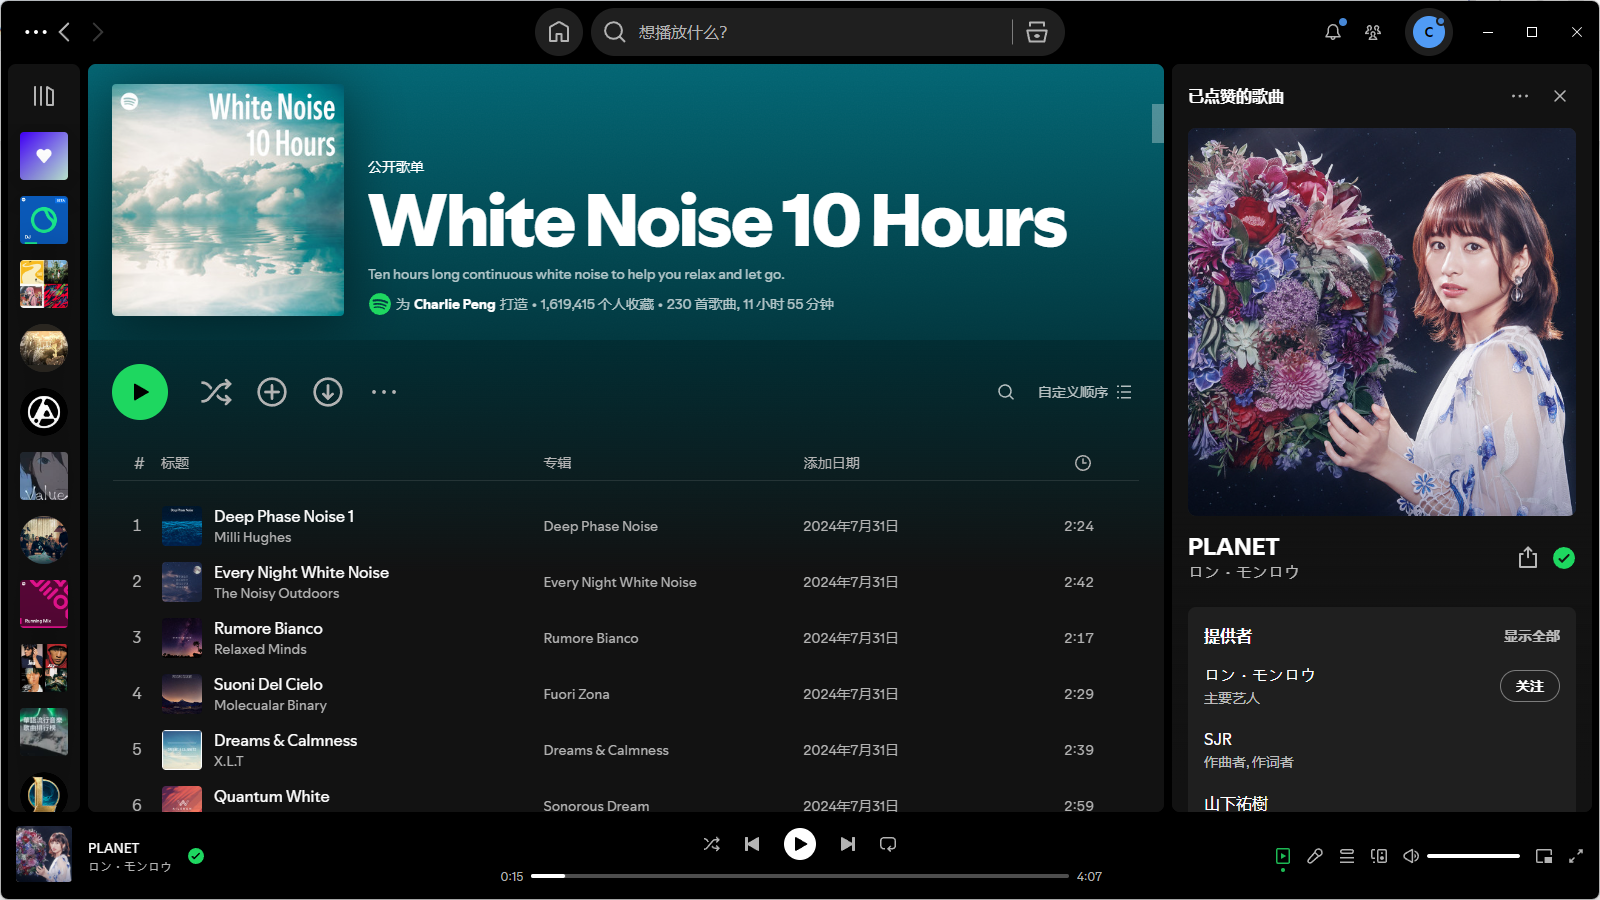 想播放什么?
C
已点赞的歌曲
White Noise
10 Hours
公开歌单
White Noise 10 Hours
Ten hours long continuous white noise to help you relax and let go.
为 Charlie Peng 打造 • 1,619,415 个人收藏 • 230 首歌曲, 11 小时 55 分钟
自定义顺序
# 标题 专辑 添加日期
1 Deep Phase Noise 1 Deep Phase Noise 2024年7月31日 2:24
Milli Hughes
2 Every Night White Noise Every Night White Noise 2024年7月31日 2:42
The Noisy Outdoors
3 Rumore Bianco Rumore Bianco 2024年7月31日 2:17
Relaxed Minds
4 Suoni Del Cielo Fuori Zona 2024年7月31日 2:29
Molecualar Binary
5 Dreams & Calmness Dreams & Calmness 2024年7月31日 2:39
X.L.T
6 Quantum White Sonorous Dream 2024年7月31日 2:59
Value
Running Mix
PLANET
ロン・モンロウ
提供者
显示全部
ロン・モンロウ
主要艺人
关注
SJR
作曲者, 作词者
山下祐樹
PLANET
ロン・モンロウ
0:15
4:07